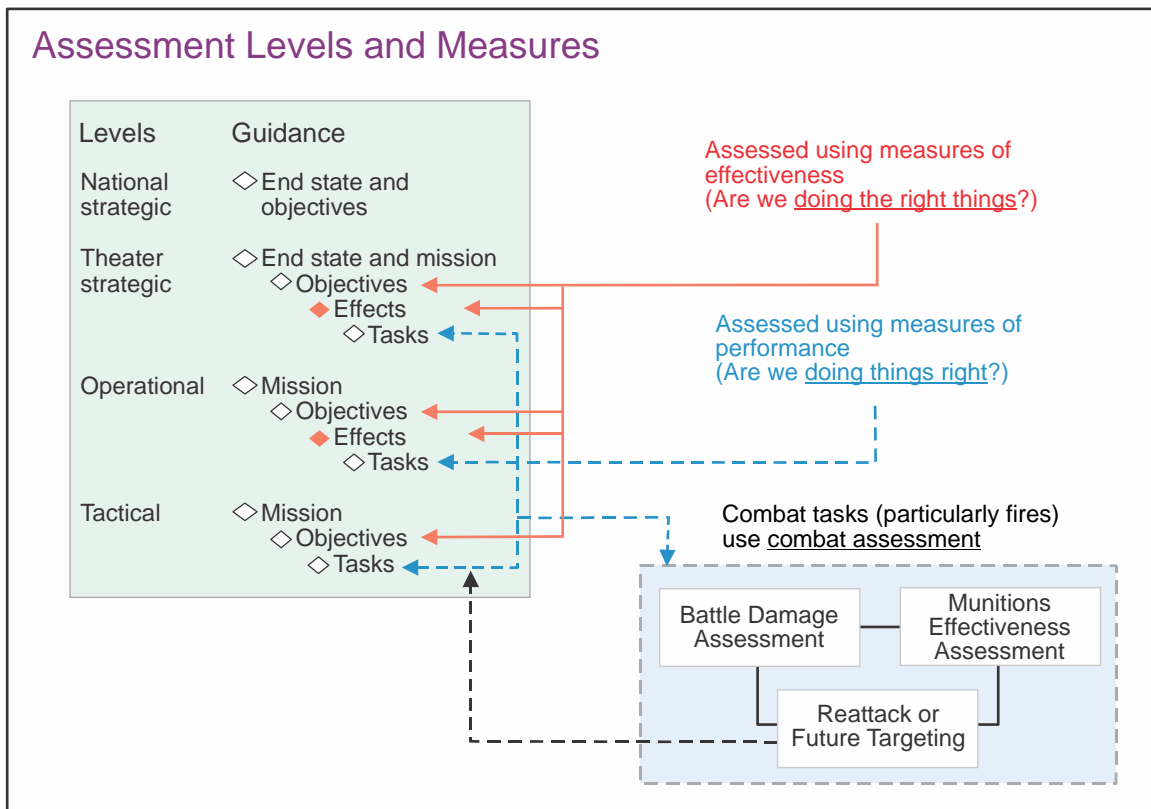 Assessment Levels and Measures
Levels
Guidance
National
strategic
End state and
objectives
Theater
strategic
End state and mission
Objectives
Effects
Tasks
Operational
Mission
Objectives
Effects
Tasks
Tactical
Mission
Objectives
Tasks
Assessed using measures of
effectiveness
(Are we doing the right things?)
Assessed using measures of
performance
(Are we doing things right?)
Combat tasks (particularly fires)
use combat assessment
Battle Damage
Assessment
Munitions
Effectiveness
Assessment
Reattack or
Future Targeting